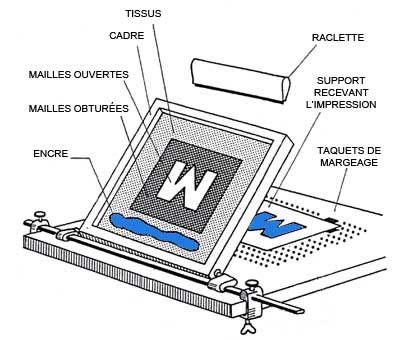 TISSUS
CADRE
RACLETTE
MAILLES OUVERTES
SUPPORT
RECEVANT
L'IMPRESSION
MAILLES OBTURÉES
ENCRE
TAQUETS DE
MARGEAGE
W
W